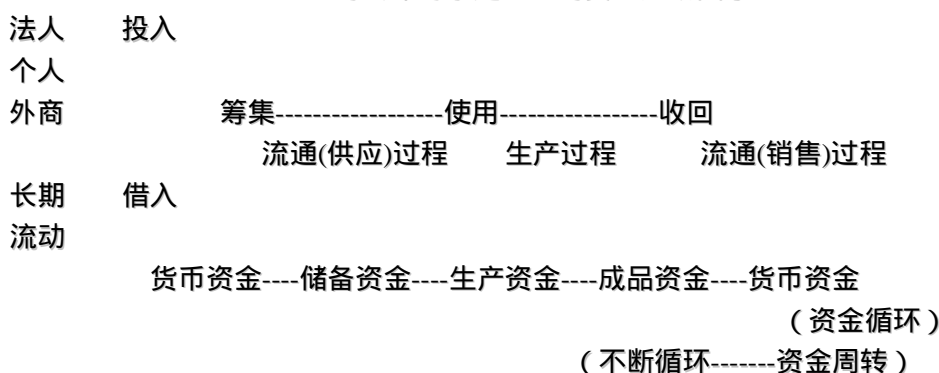 法人 投入
个人
外商 筹集------------------使用-----------------收回
流通(供应)过程 生产过程 流通(销售)过程
长期 借入
流动
货币资金----储备资金----生产资金----成品资金----货币资金
（资金循环）
（不断循环-------资金周转）